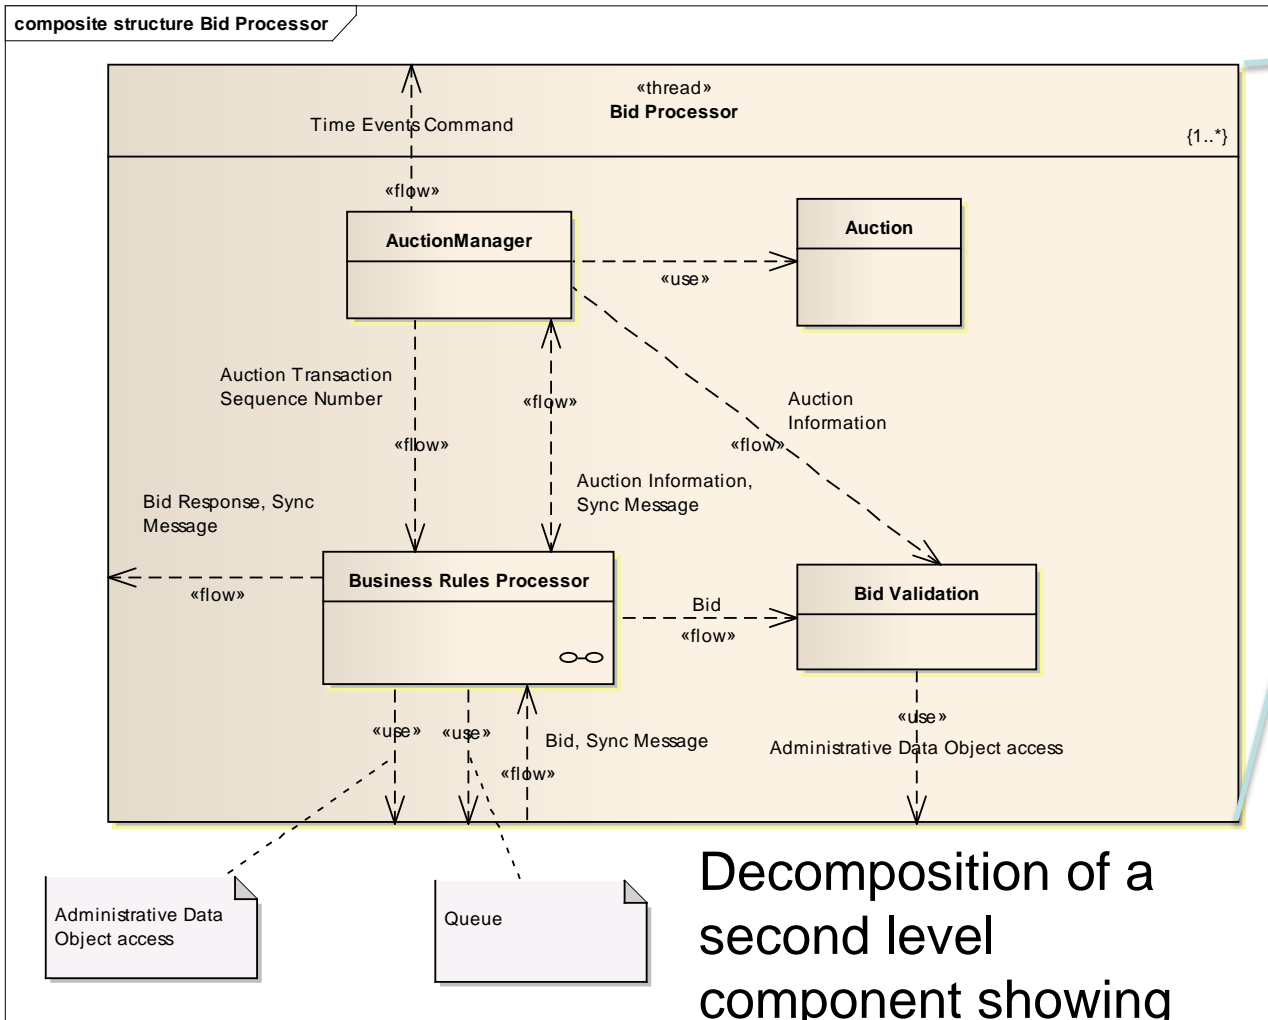 composite structure Bid Processor
«thread»
Bid Processor
{1..*}
Time Events Command
«flow»
AuctionManager
Auction
«use»
Auction Transaction
Sequence Number
«flow»
«flow»
Auction
Information
«flow»
Auction Information,
Sync Message
Bid Response, Sync
Message
«flow»
Business Rules Processor
Bid
«flow»
Bid Validation
«use»
«use»
Bid, Sync Message
«flow»
«use»
Administrative Data Object access
Administrative Data
Object access
Queue
Decomposition of a
second level
component showing